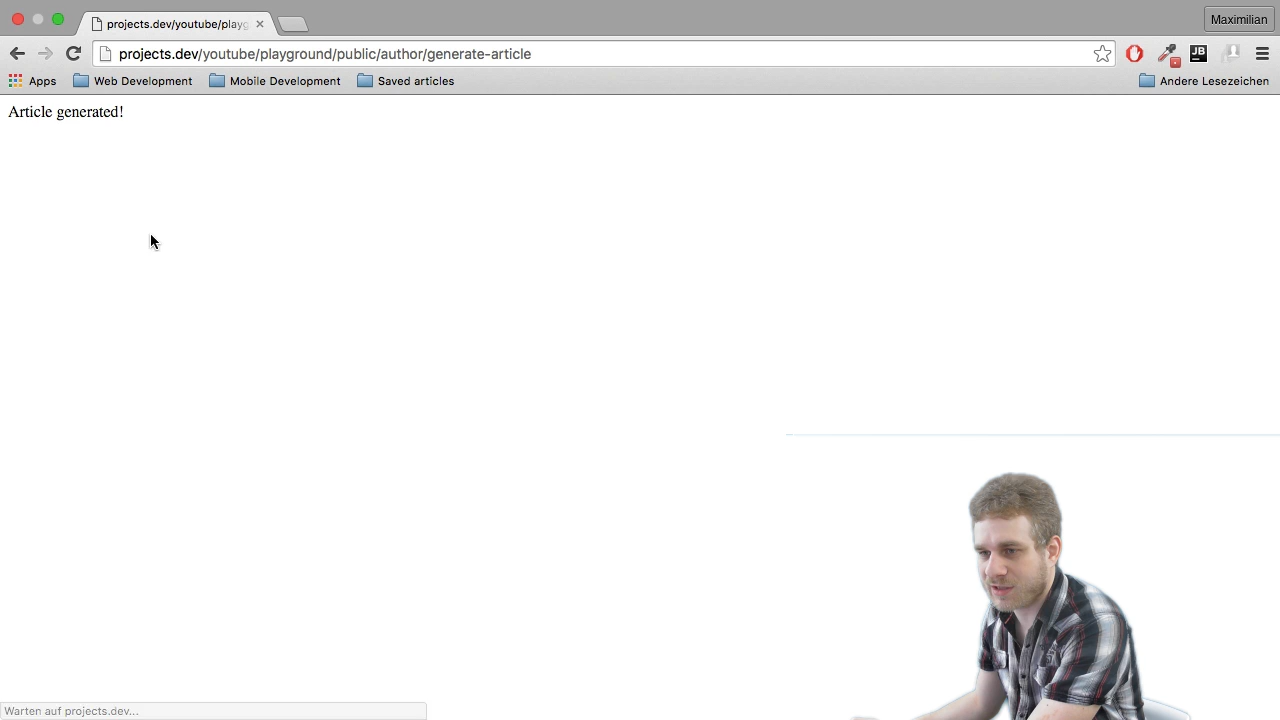 projects.dev/youtube/playg
Maximilian
projects.dev/youtube/playground/public/author/generate-article
JB
Apps
Web Development
Mobile Development
Saved articles
Andere Lesezeichen
Article generated!
Warten auf projects.dev...